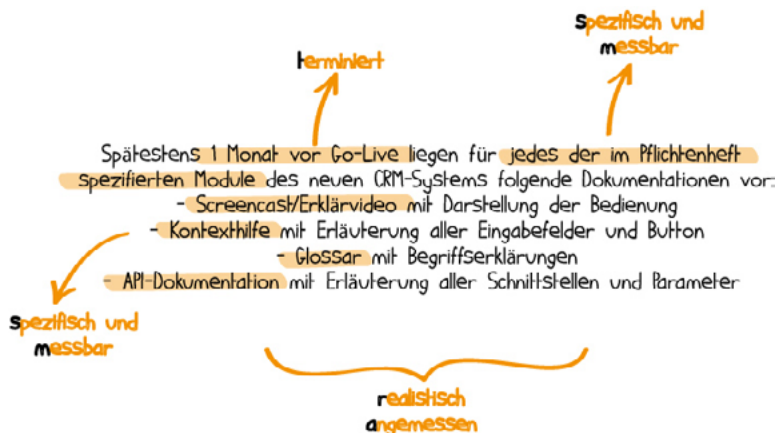 spezifisch und
messbar
terminiert
Spätestens 1 Monat vor Go-Live liegen für jedes der im Pflichtenheft
spezifierten Module des neuen CRM-Systems folgende Dokumentationen vor:
- Screencast/Erklärvideo mit Darstellung der Bedienung
- Kontexthilfe mit Erläuterung aller Eingabefelder und Button
- Glossar mit Begriffserklärungen
- API-Dokumentation mit Erläuterung aller Schnittstellen und Parameter
spezifisch und
messbar
realistisch
angemessen